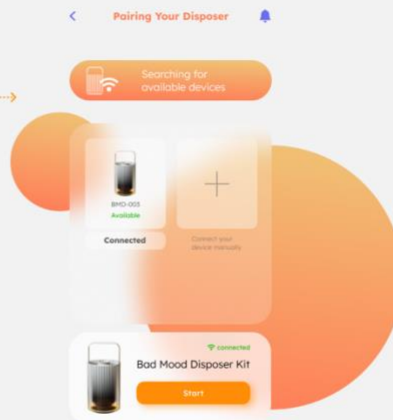 Pairing Your Disposer
Searching for
available devices
BMD-003
Available
Connected
Connect your
device manually
connected
Bad Mood Disposer Kit
Start